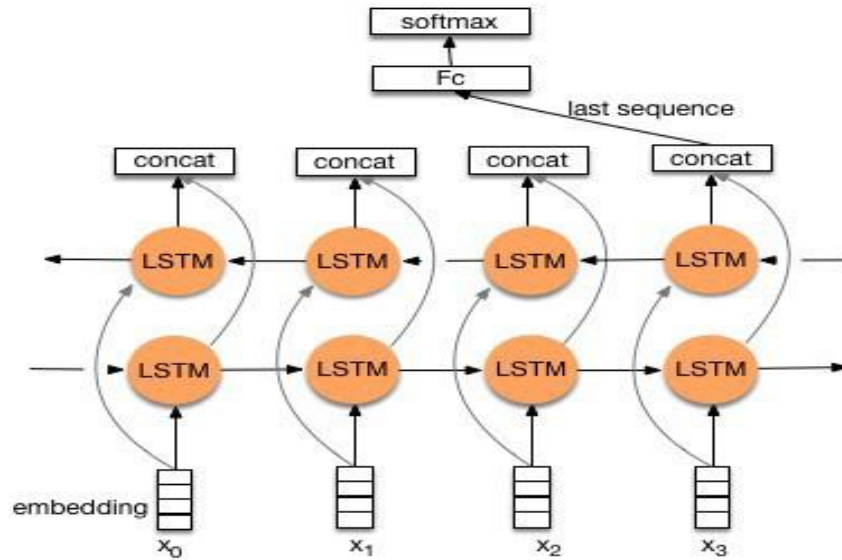 softmax
Fc
last sequence
concat concat concat concat
LSTM LSTM LSTM LSTM
LSTM LSTM LSTM LSTM
embedding
x₀ x₁ x₂ x₃